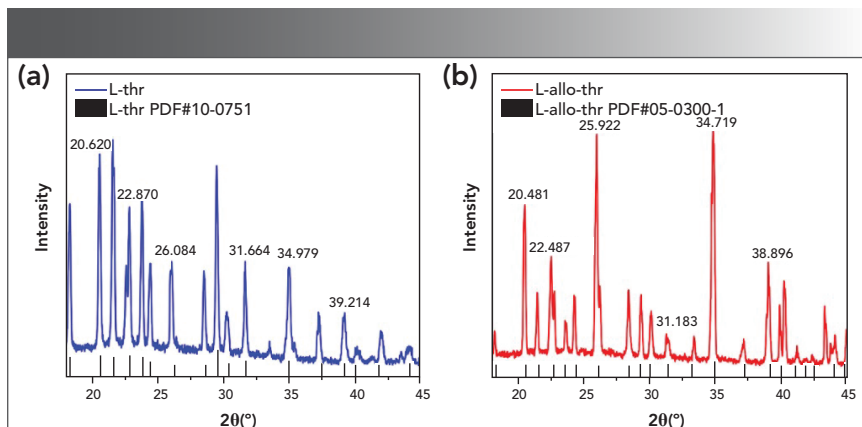 (a)
L-thr
L-thr PDF#10-0751
20.620
22.870
26.084
31.664
34.979
39.214
Intensity
20 25 30 35 40 45
2θ(°)
(b)
L-allo-thr
L-allo-thr PDF#05-0300-1
25.922
34.719
20.481
22.487
38.896
31.183
Intensity
20 25 30 35 40 45
2θ(°)